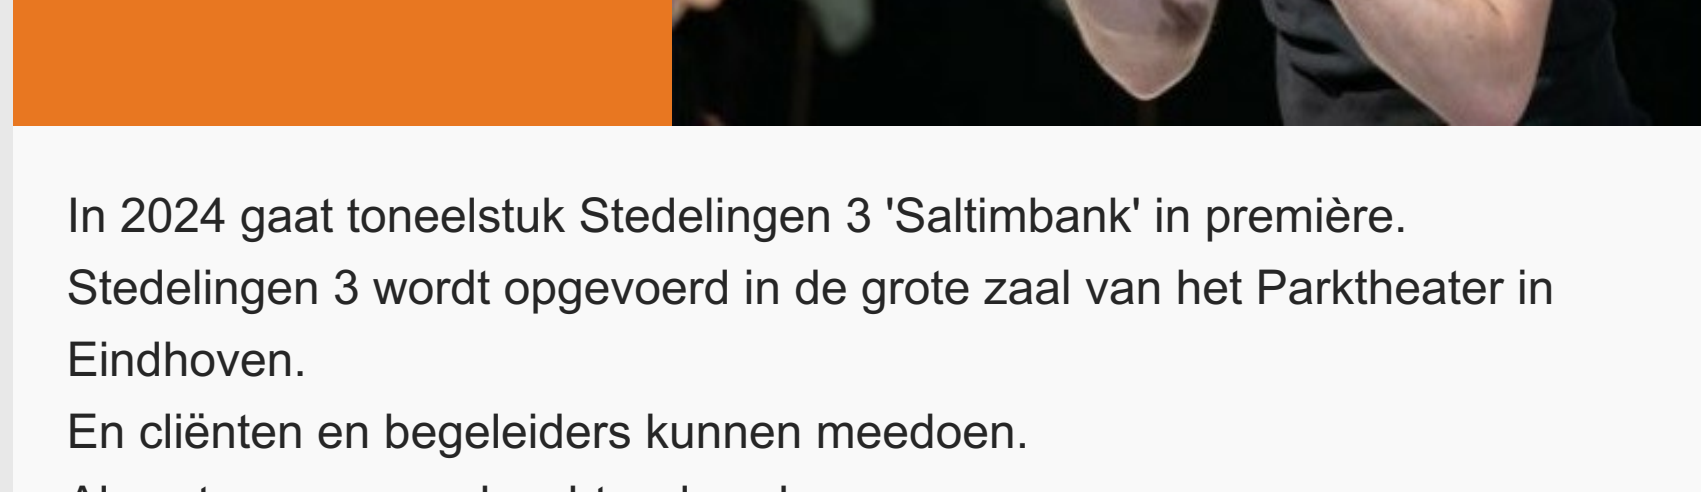 In 2024 gaat toneelstuk Stedelingen 3 'Saltimbank' in première.
Stedelingen 3 wordt opgevoerd in de grote zaal van het Parktheater in
Eindhoven.
En cliënten en begeleiders kunnen meedoen.